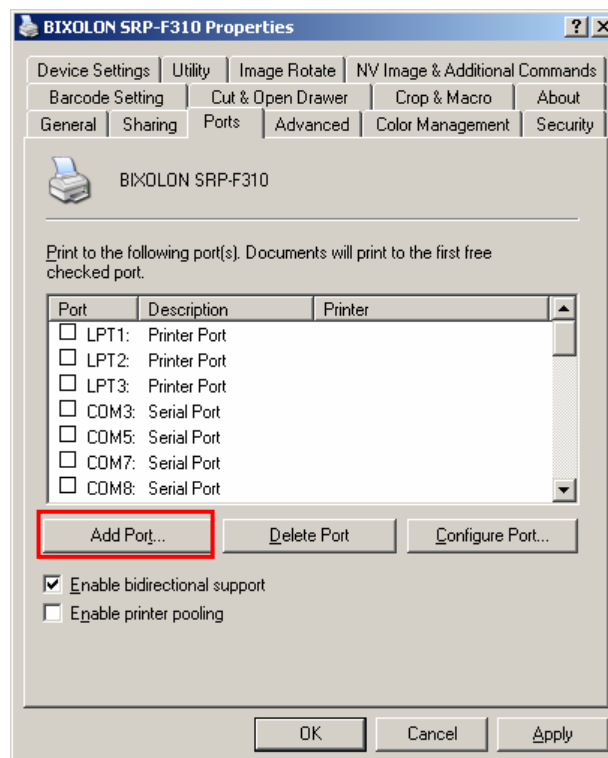 BIXOLON SRP-F310 Properties
Device Settings Utility Image Rotate NV Image & Additional Commands
Barcode Setting Cut & Open Drawer Crop & Macro About
General Sharing Ports Advanced Color Management Security
BIXOLON SRP-F310
Print to the following port(s). Documents will print to the first free
checked port.
Port Description Printer
LPT1: Printer Port
LPT2: Printer Port
LPT3: Printer Port
COM3: Serial Port
COM5: Serial Port
COM7: Serial Port
COM8: Serial Port
Add Port... Delete Port Configure Port...
Enable bidirectional support
Enable printer pooling
OK Cancel Apply